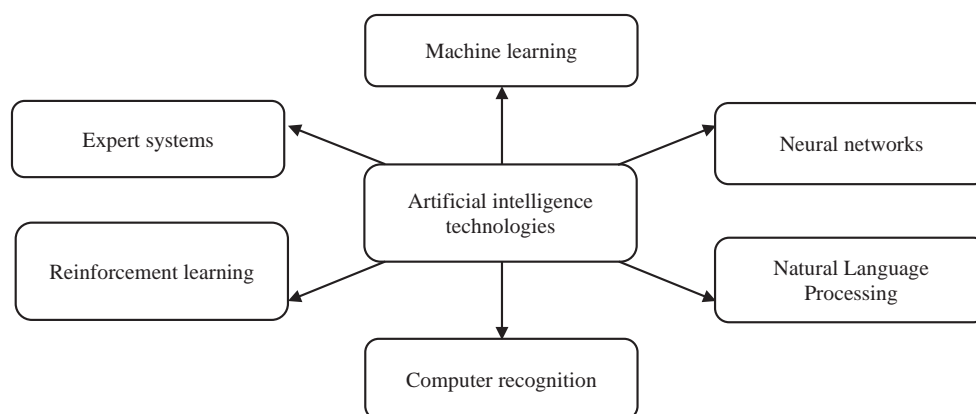 Machine learning
Expert systems
Neural networks
Artificial intelligence
technologies
Reinforcement learning
Natural Language
Processing
Computer recognition